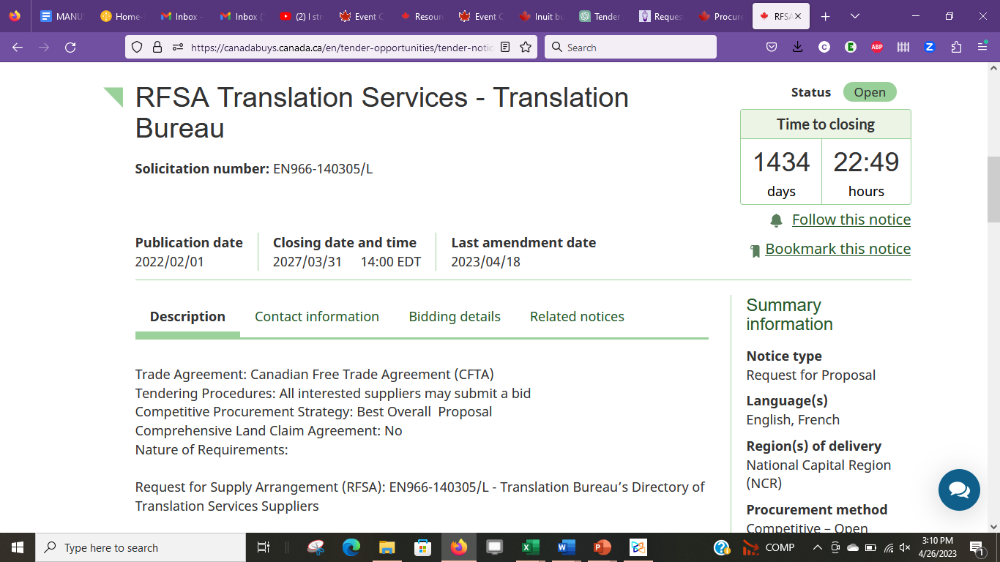 MANU
Home-
Inbox -
Inbox (
(2) I str
Event C
Resour
Event C
Inuit bu
Tender
Reques
Procure
RFSA
https://canadabuys.canada.ca/en/tender-opportunities/tender-notic
Search
RFSA Translation Services - Translation
Bureau
Solicitation number: EN966-140305/L
Status Open
Time to closing
1434 22:49
days hours
Follow this notice
Bookmark this notice
Publication date
2022/02/01
Closing date and time
2027/03/31 14:00 EDT
Last amendment date
2023/04/18
Description Contact information Bidding details Related notices
Trade Agreement: Canadian Free Trade Agreement (CFTA)
Tendering Procedures: All interested suppliers may submit a bid
Competitive Procurement Strategy: Best Overall  Proposal
Comprehensive Land Claim Agreement: No
Nature of Requirements:
Request for Supply Arrangement (RFSA): EN966-140305/L - Translation Bureau’s Directory of
Translation Services Suppliers
Summary
information
Notice type
Request for Proposal
Language(s)
English, French
Region(s) of delivery
National Capital Region
(NCR)
Procurement method
Competitive – Open
Type here to search
COMP
3:10 PM
4/26/2023
1